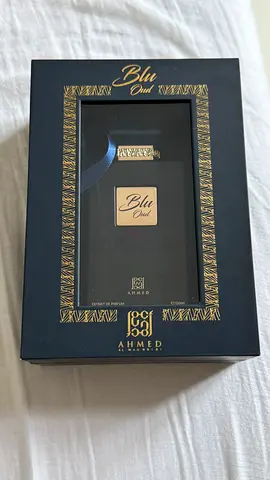 Blu
Oud
Blu
Oud
AHMED
EXTRAIT DE PARFUM
AHMED
AL MAGHRIBI